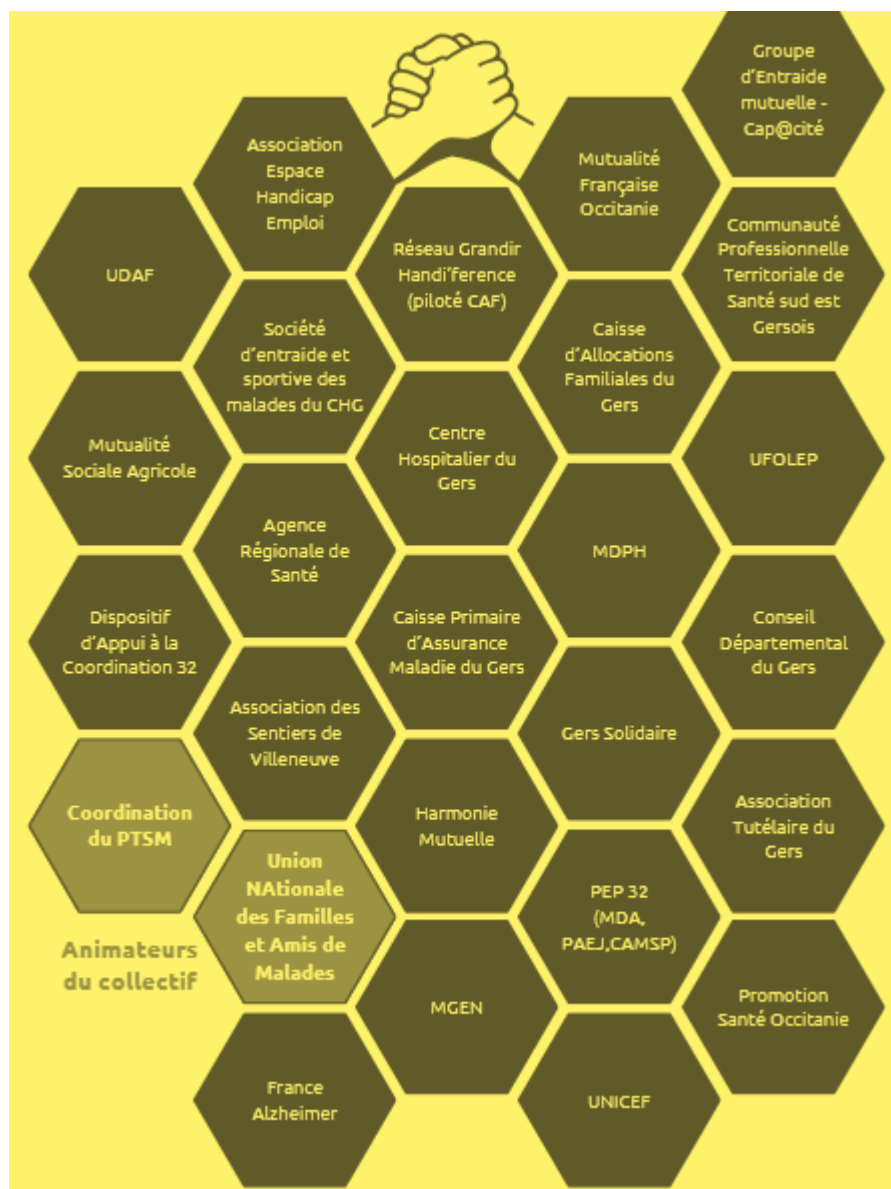 Groupe
d'Entraide
mutuelle -
Cap@cité
Association
Espace
Handicap
Emploi
Mutualité
Française
Occitanie
UDAF
Réseau Grandir
Handi'ference
(piloté CAF)
Communauté
Professionnelle
Territoriale de
Santé sud est
Gersois
Société
d'entraide et
sportive des
malades du CHG
Caisse
d'Allocations
Familiales du
Gers
Mutualité
Sociale Agricole
Centre
Hospitalier du
Gers
UFOLEP
Agence
Régionale de
Santé
MDPH
Dispositif
d'Appui à la
Coordination 32
Caisse Primaire
d'Assurance
Maladie du Gers
Conseil
Départemental
du Gers
Association des
Sentiers de
Villeneuve
Gers Solidaire
Coordination
du PTSM
Harmonie
Mutuelle
Association
Tutélaire du
Gers
Union
NAtionale
des Familles
et Amis de
Malades
PEP 32
(MDA,
PAEJ,CAMSP)
Animateurs
du collectif
MGEN
Promotion
Santé Occitanie
France
Alzheimer
UNICEF